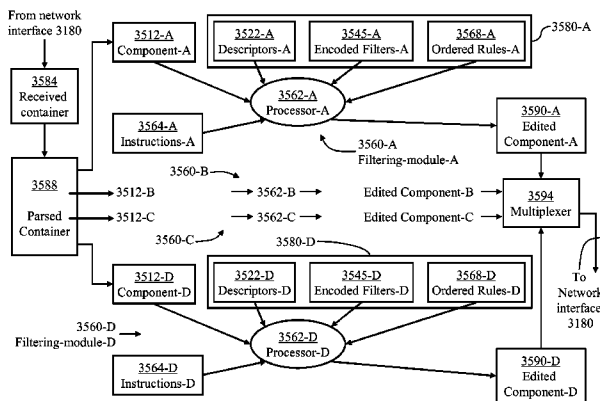 From network
interface 3180
3512-A
Component-A
3522-A
Descriptors-A
3545-A
Encoded Filters-A
3568-A
Ordered Rules-A
3580-A
3584
Received
container
3562-A
Processor-A
3564-A
Instructions-A
3560-A
Filtering-module-A
3590-A
Edited
Component-A
3588
Parsed
Container
3560-B
3512-B
3562-B
Edited Component-B
3512-C
3562-C
Edited Component-C
3594
Multiplexer
3560-C
3580-D
To
Network
interface
3180
3512-D
Component-D
3522-D
Descriptors-D
3545-D
Encoded Filters-D
3568-D
Ordered Rules-D
3560-D
Filtering-module-D
3562-D
Processor-D
3564-D
Instructions-D
3590-D
Edited
Component-D